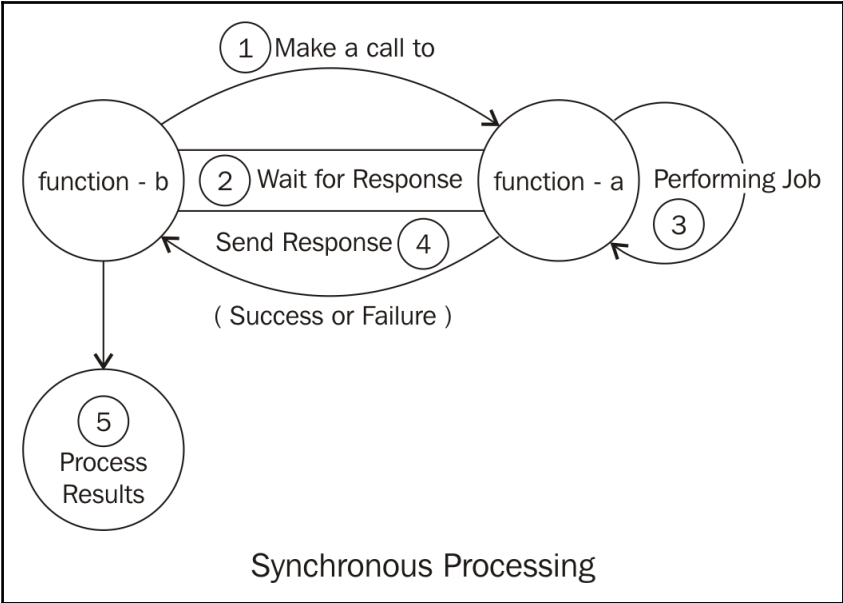 1 Make a call to
function - b
2 Wait for Response
function - a
Performing Job
3
Send Response 4
( Success or Failure )
5
Process
Results
Synchronous Processing